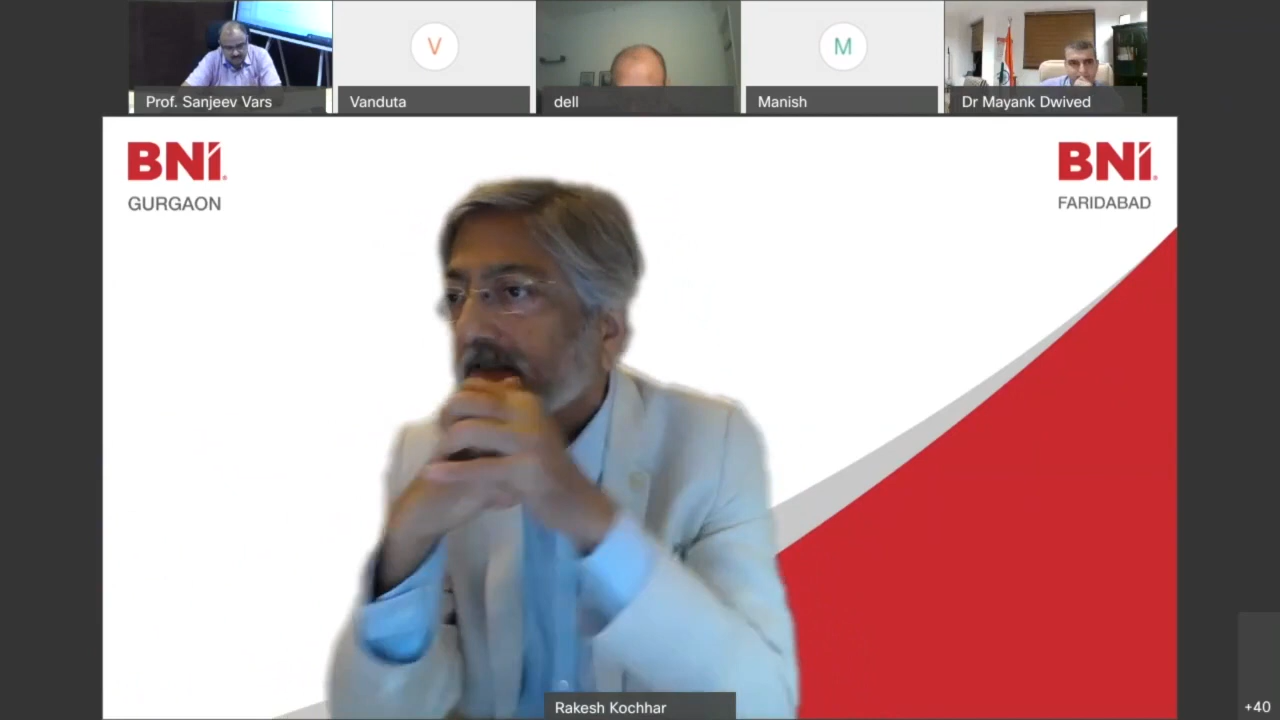 Prof. Sanjeev Vars
Vanduta
dell
Manish
Dr Mayank Dwived
V
M
BNI
GURGAON
BNI
FARIDABAD
Rakesh Kochhar
+40